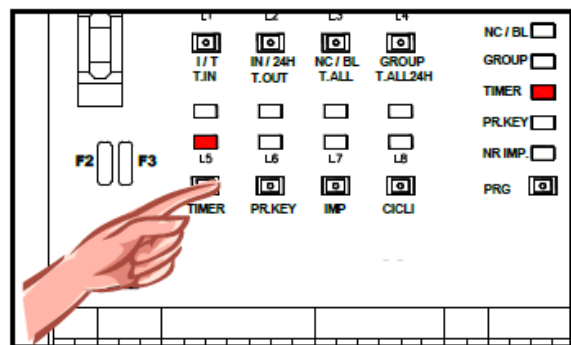 L1 L2 L3 L4
NC / BL
I / T IN / 24H NC / BL GROUP
T.IN T.OUT T.ALL T.ALL24H
GROUP
TIMER
PR.KEY
F2 F3
L5 L6 L7 L8
NR IMP.
PRG
TIMER PR.KEY IMP CICLI